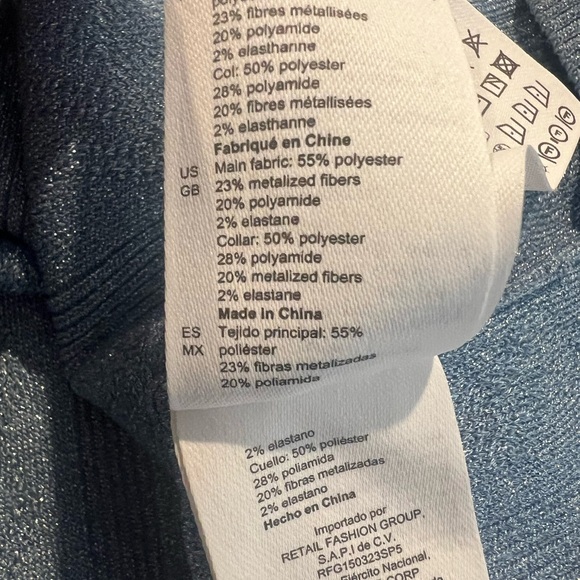 23% fibres métallisées
20% polyamide
2% elasthanne
Col: 50% polyester
28% polyamide
20% fibres métallisées
2% elasthanne
Fabriqué en Chine
US Main fabric: 55% polyester
GB 23% metalized fibers
20% polyamide
2% elastane
Collar: 50% polyester
28% polyamide
20% metalized fibers
2% elastane
Made in China
ES Tejido principal: 55%
MX poliéster
23% fibras metalizadas
20% poliamida
2% elastano
Cuello: 50% poliéster
28% poliamida
20% fibras metalizadas
2% elastano
Hecho en China
Importado por
RETAIL FASHION GROUP,
S.A.P.I de C.V.
RFG150323SP5
Ejército Nacional,
CORP